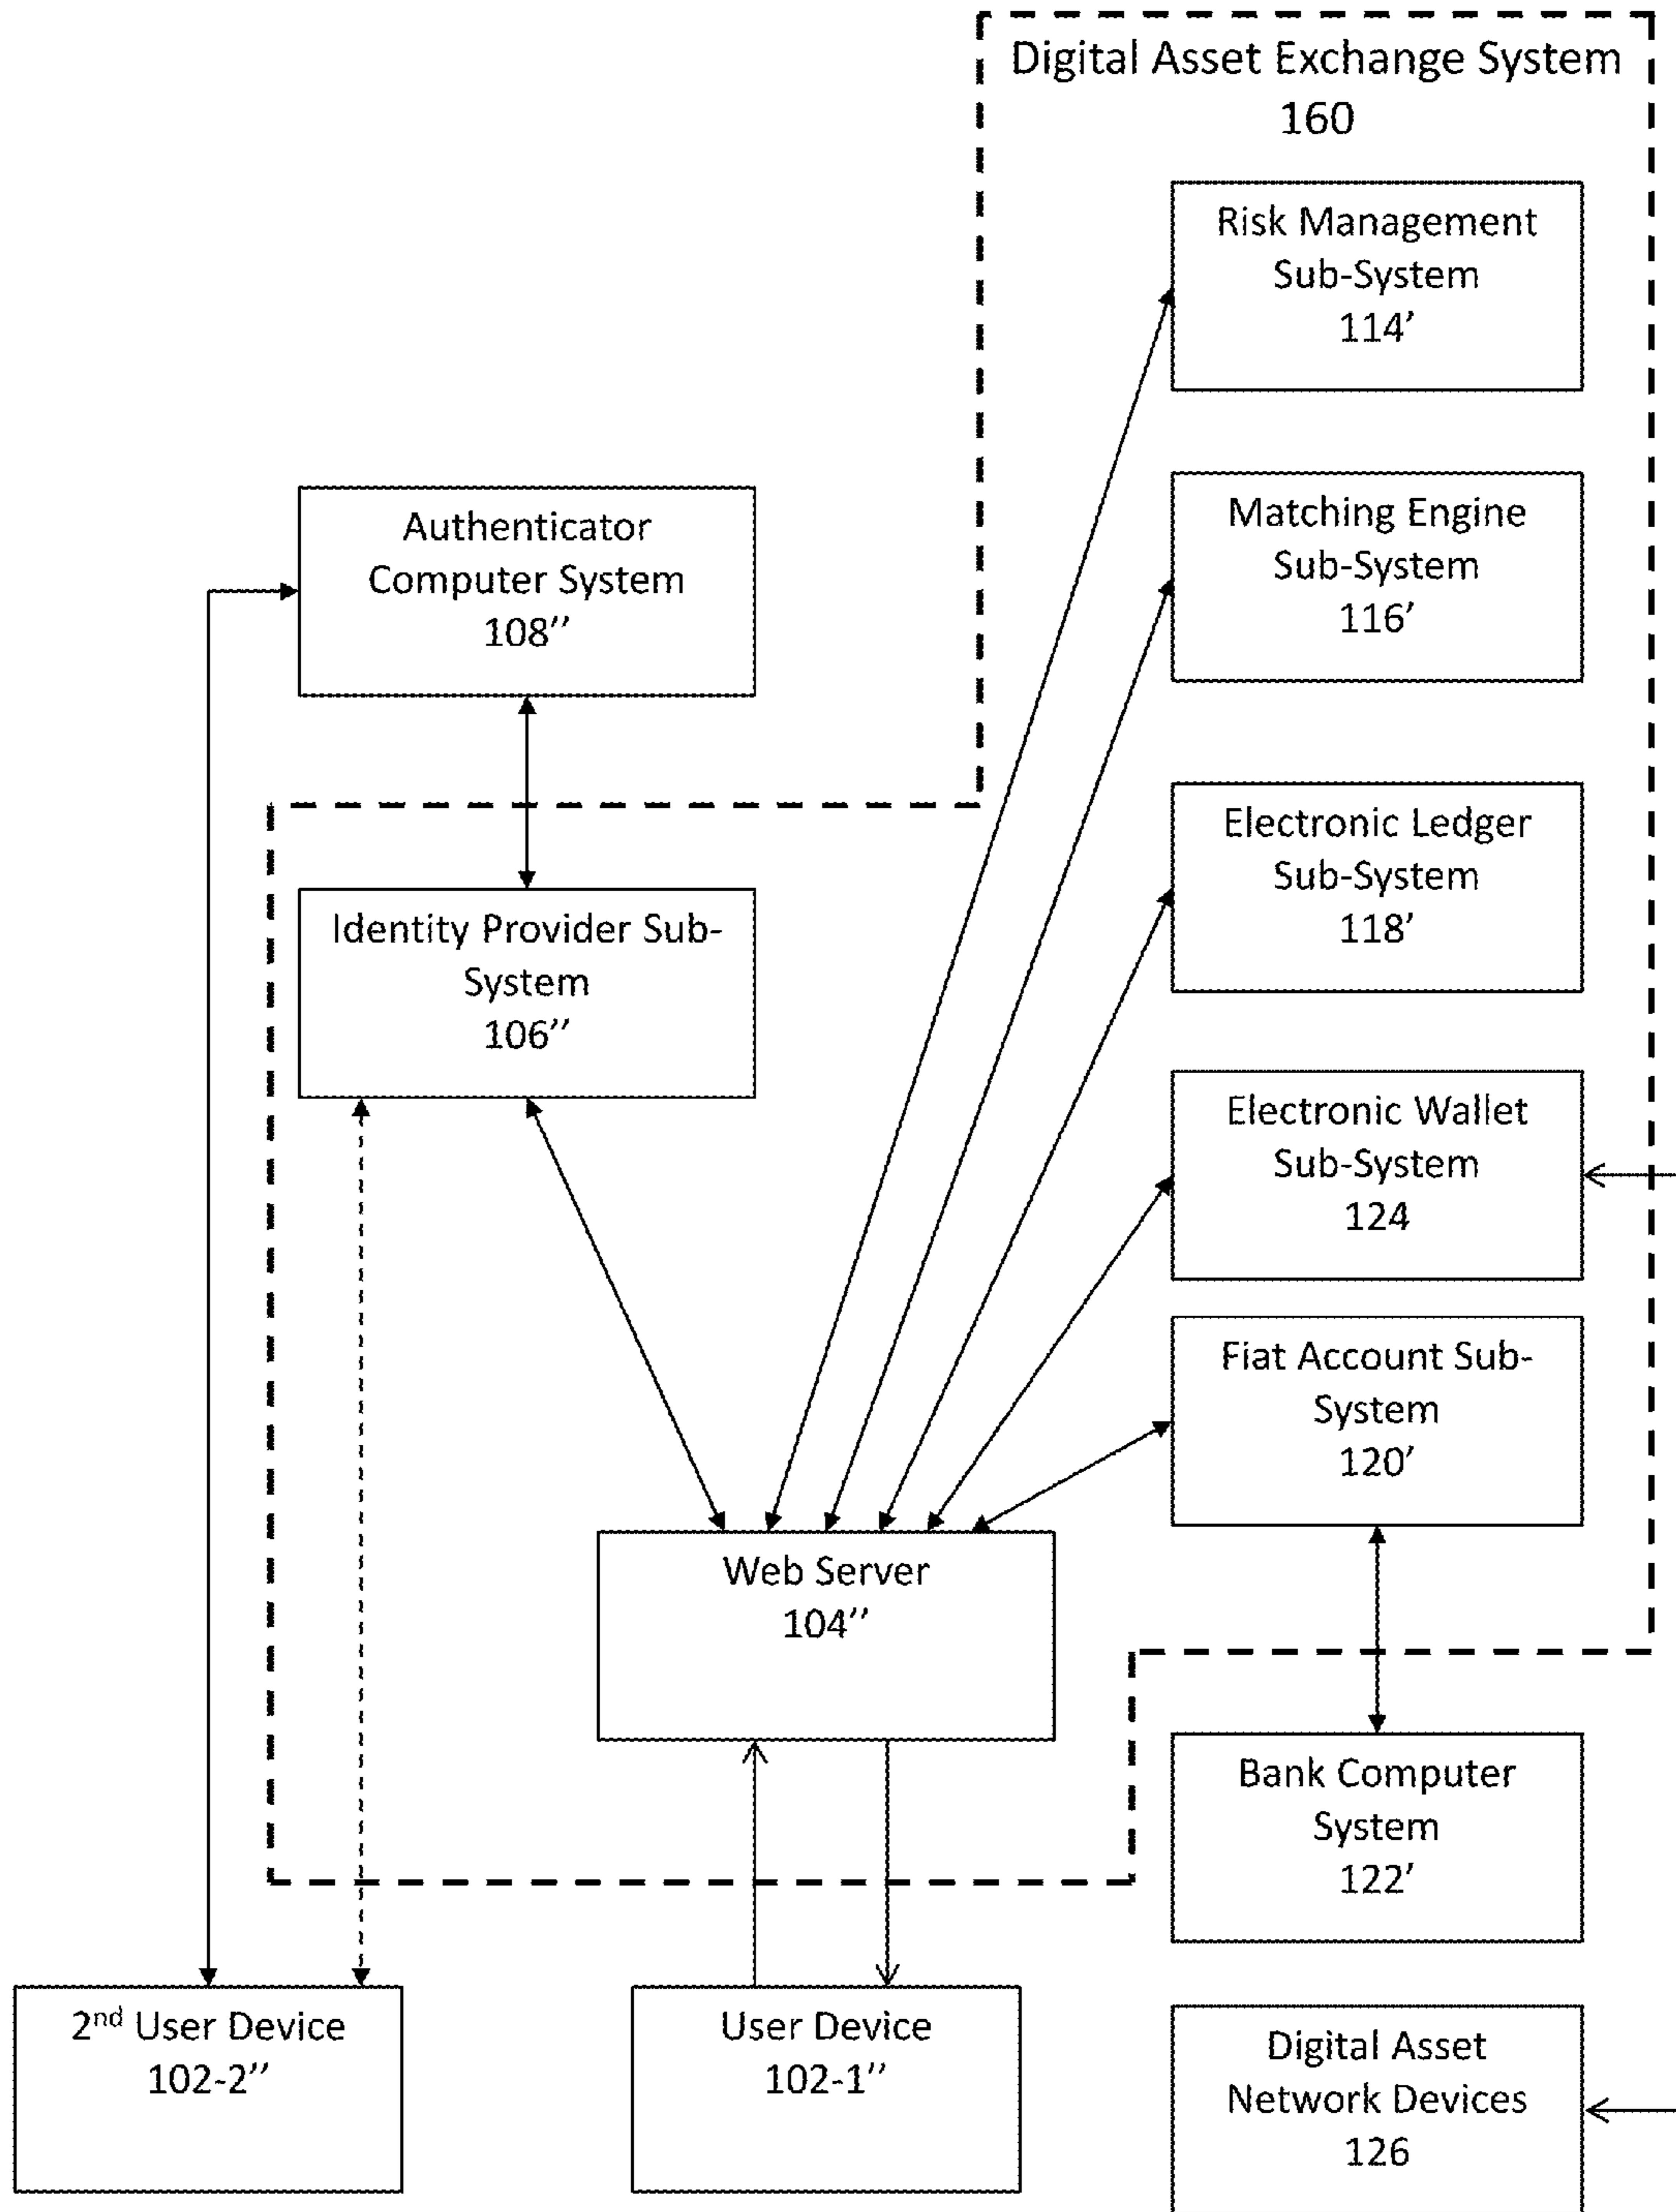 Digital Asset Exchange System
160
Risk Management
Sub-System
114’
Matching Engine
Sub-System
116’
Authenticator
Computer System
108’’
Electronic Ledger
Sub-System
118’
Identity Provider Sub-
System
106’’
Electronic Wallet
Sub-System
124
Fiat Account Sub-
System
120’
Web Server
104’’
Bank Computer
System
122’
2nd User Device
102-2’’
User Device
102-1’’
Digital Asset
Network Devices
126